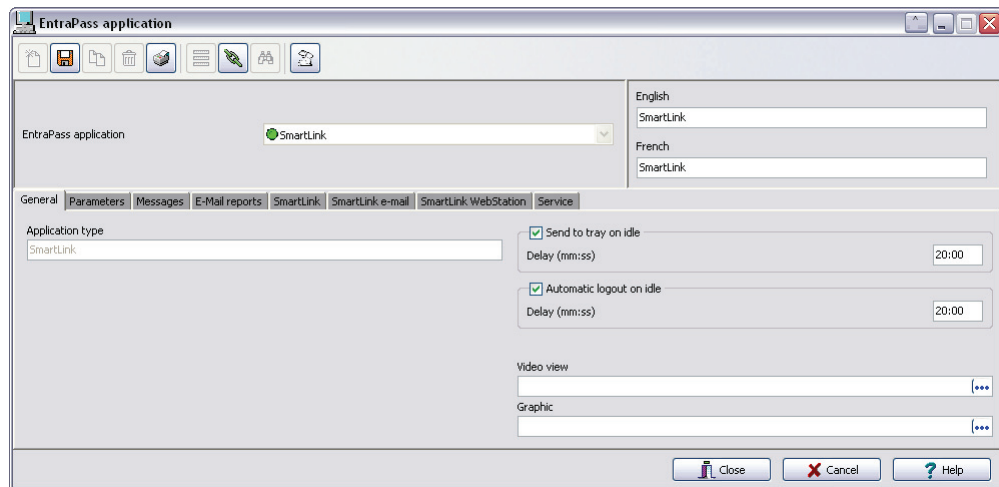 EntraPass application
English
SmartLink
EntraPass application
SmartLink
French
SmartLink
General Parameters Messages E-Mail reports SmartLink SmartLink e-mail SmartLink WebStation Service
Application type
SmartLink
Send to tray on idle
Delay (mm:ss) 20:00
Automatic logout on idle
Delay (mm:ss) 20:00
Video view
Graphic
Close Cancel ? Help